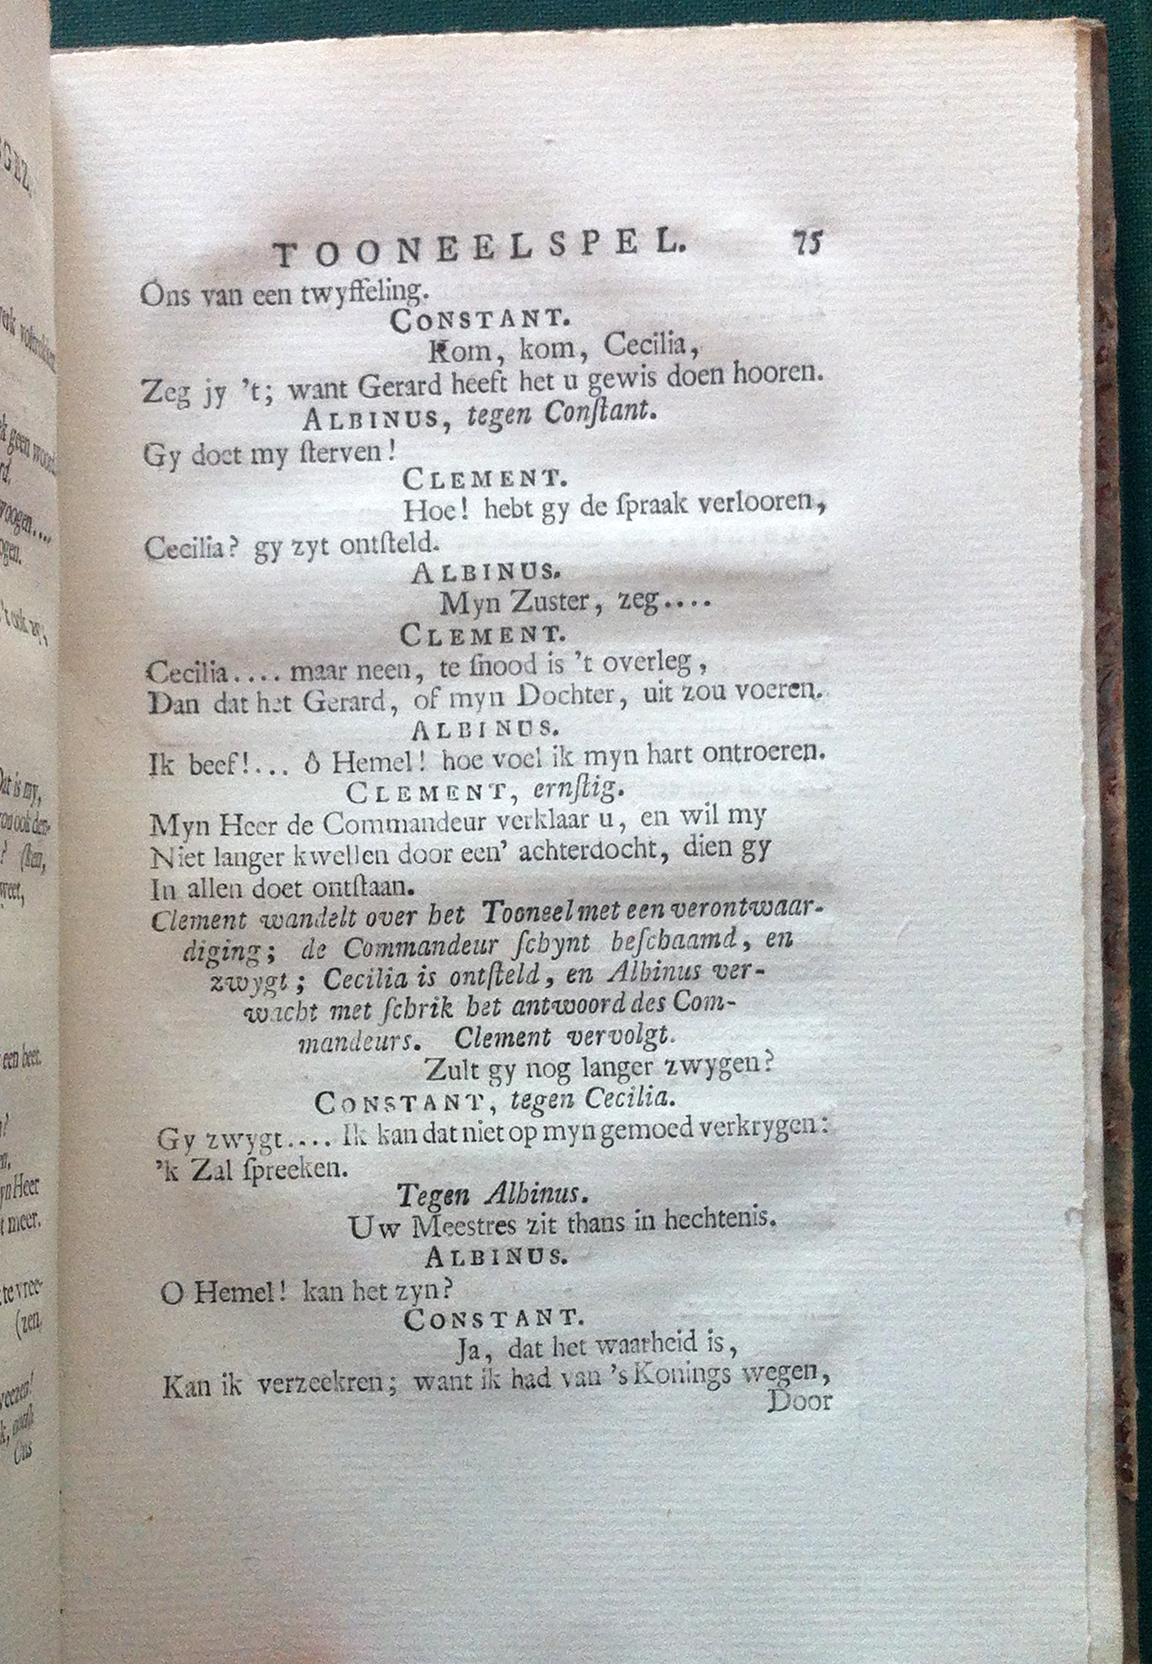 TOONEELSPEL. 75
Ons van een twyffeling.
CONSTANT.
Kom, kom, Cecilia,
Zeg jy 't; want Gerard heeft het u gewis doen hooren.
ALBINUS, tegen Conſtant.
Gy doet my ſterven!
CLEMENT.
Hoe! hebt gy de ſpraak verlooren,
Cecilia? gy zyt ontſteld.
ALBINUS.
Myn Zuster, zeg....
CLEMENT.
Cecilia.... maar neen, te ſnood is 't overleg,
Dan dat het Gerard, of myn Dochter, uit zou voeren.
ALBINUS.
Ik beef!... ô Hemel! hoe voel ik myn hart ontroeren.
CLEMENT, ernſtig.
Myn Heer de Commandeur verklaar u, en wil my
Niet langer kwellen door een' achterdocht, dien gy
In allen doet ontſtaan.
Clement wandelt over het Tooneel met een verontwaar-
diging; de Commandeur ſchynt beſchaamd, en
zwygt; Cecilia is ontſteld, en Albinus ver-
wacht met ſchrik het antwoord des Com-
mandeurs. Clement vervolgt.
Zult gy nog langer zwygen?
CONSTANT, tegen Cecilia.
Gy zwygt.... Ik kan dat niet op myn gemoed verkrygen:
'k Zal ſpreeken.
Tegen Albinus.
Uw Meestres zit thans in hechtenis.
ALBINUS.
O Hemel! kan het zyn?
CONSTANT.
Ja, dat het waarheid is,
Kan ik verzeekren; want ik had van 's Konings wegen,
Door